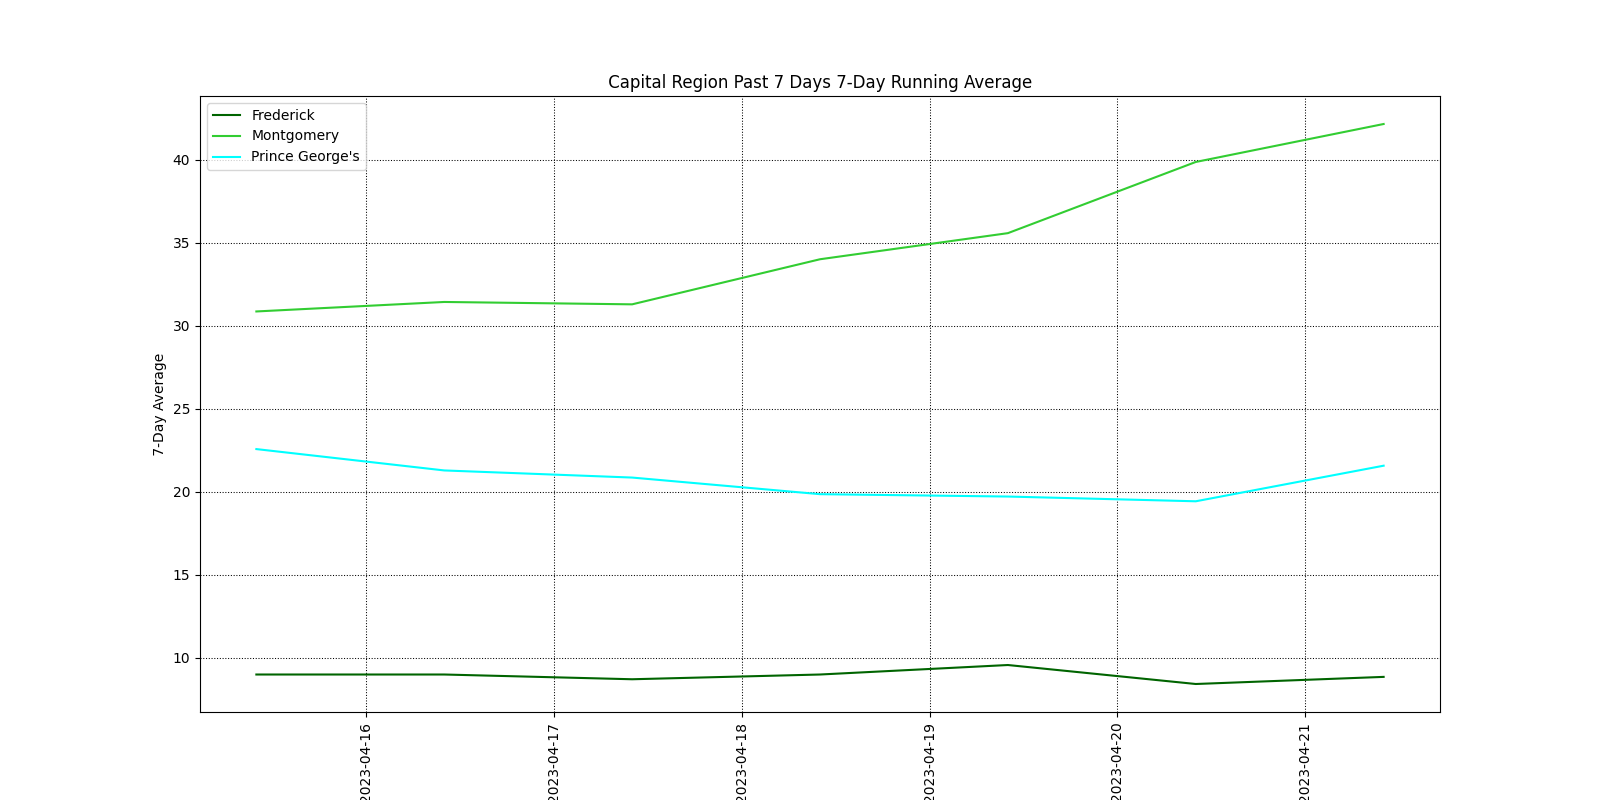 Capital Region Past 7 Days 7-Day Running Average
Frederick
Montgomery
Prince George's
40
35
30
25
20
15
10
7-Day Average
2023-04-16
2023-04-17
2023-04-18
2023-04-19
2023-04-20
2023-04-21